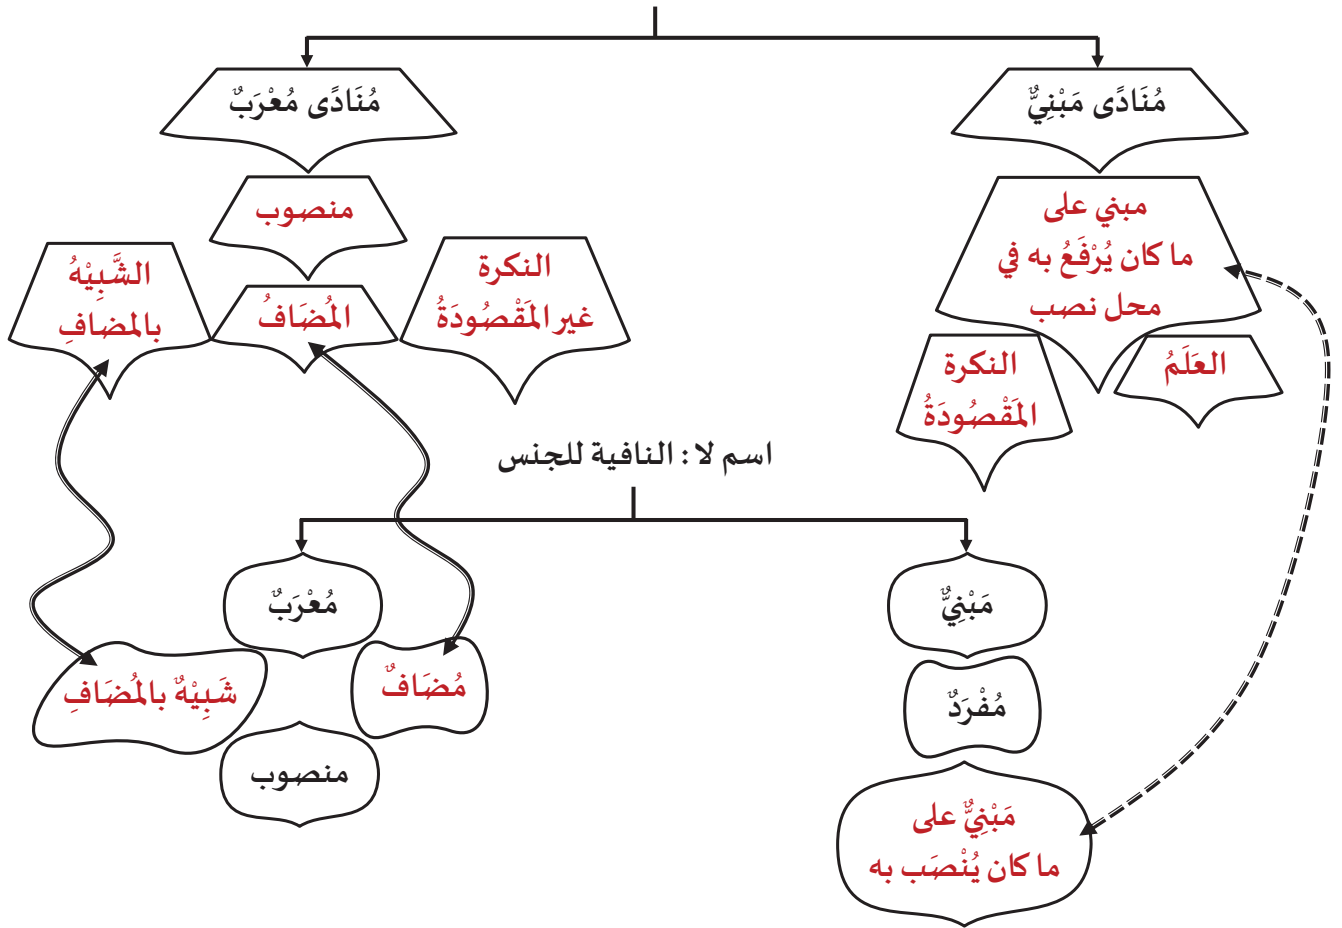 مُنَادًى مَبْنِيٌّ
مُنَادًى مُعْرَبٌ
مبني على
ما كان يُرْفَعُ به في
محل نصب
منصوب
العَلَمُ
النكرة
المَقْصُودَةُ
النكرة
غير المَقْصُودَةُ
المُضَافُ
الشَّبِيْهُ
بالمضافِ
اسم لا : النافية للجنس
مَبْنِيٌّ
مُعْرَبٌ
مُفْرَدٌ
مُضَافٌ
شَبِيْهٌ بالمُضَافِ
مَبْنِيٌّ على
ما كان يُنْصَب به
منصوب